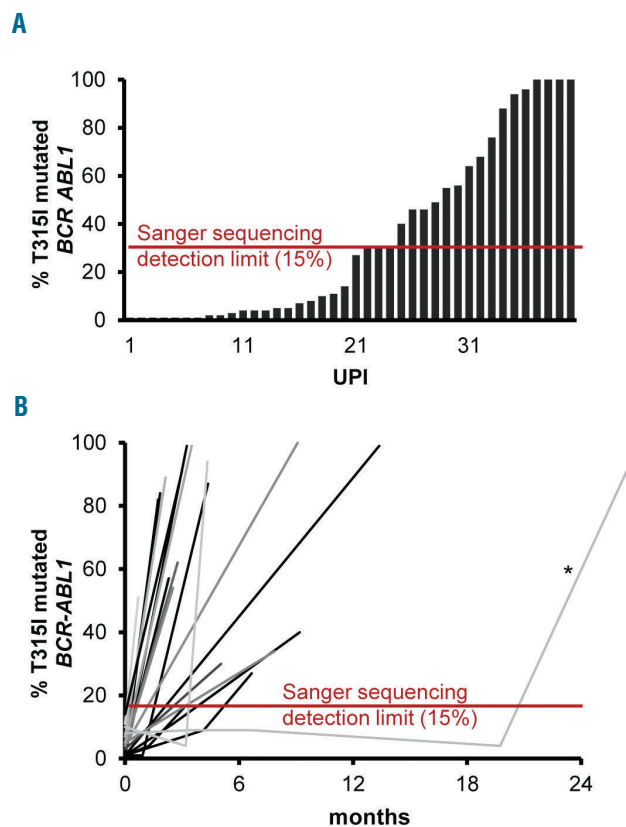 A
% T315I mutated
BCR ABL1
100
80
60
40
20
0
Sanger sequencing
detection limit (15%)
1
11
21
31
UPI
B
% T315I mutated
BCR-ABL1
100
80
60
40
20
0
*
Sanger sequencing
detection limit (15%)
0
6
12
18
24
months